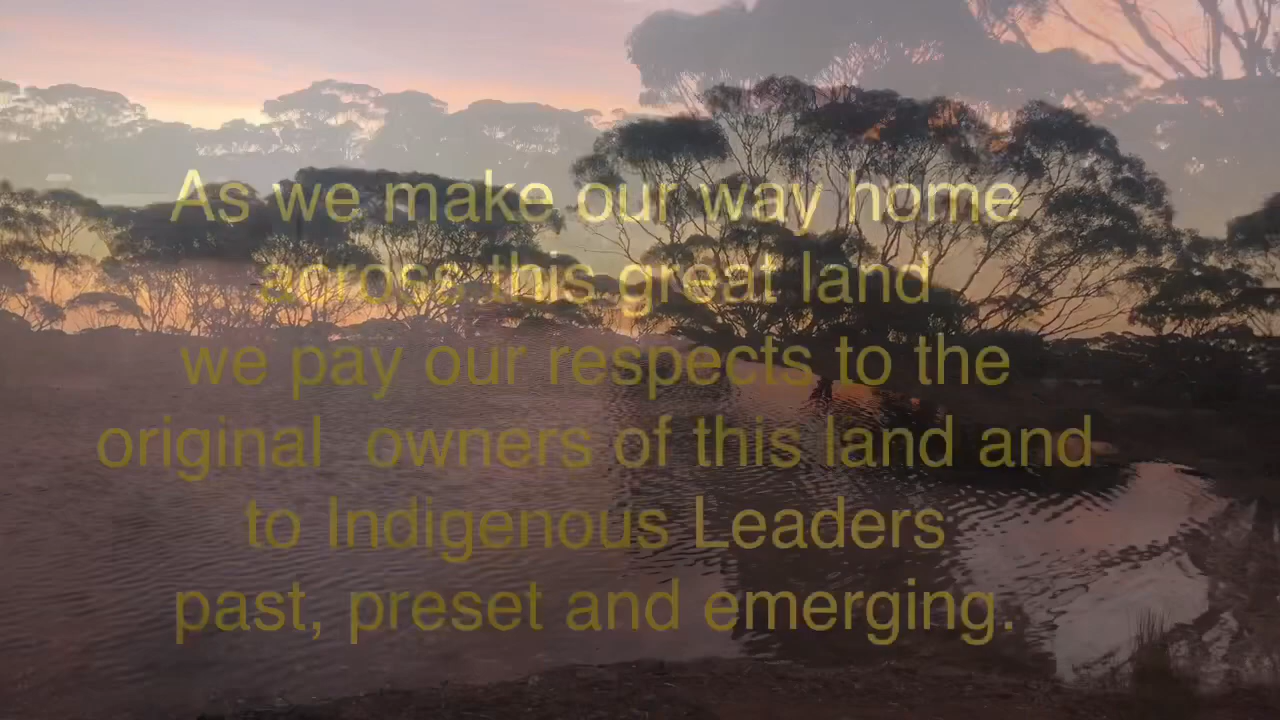 As we make our way home
across this great land
we pay our respects to the
original  owners of this land and
to Indigenous Leaders
past, preset and emerging.